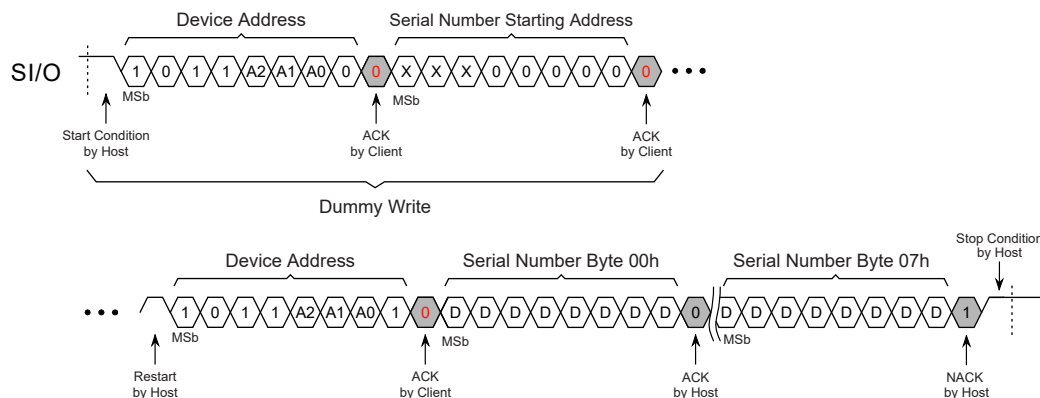 Device Address Serial Number Starting Address
SI/O 1 0 1 1 A2 A1 A0 0 0 X X X 0 0 0 0 0 0 •••
MSb MSb
Start Condition
by Host
ACK
by Client
ACK
by Client
Dummy Write
Stop Condition
by Host
Device Address Serial Number Byte 00h Serial Number Byte 07h
••• 1 0 1 1 A2 A1 A0 1 0 D D D D D D D D 0 D D D D D D D D 1
MSb MSb MSb
Restart
by Host
ACK
by Client
ACK
by Host
NACK
by Host